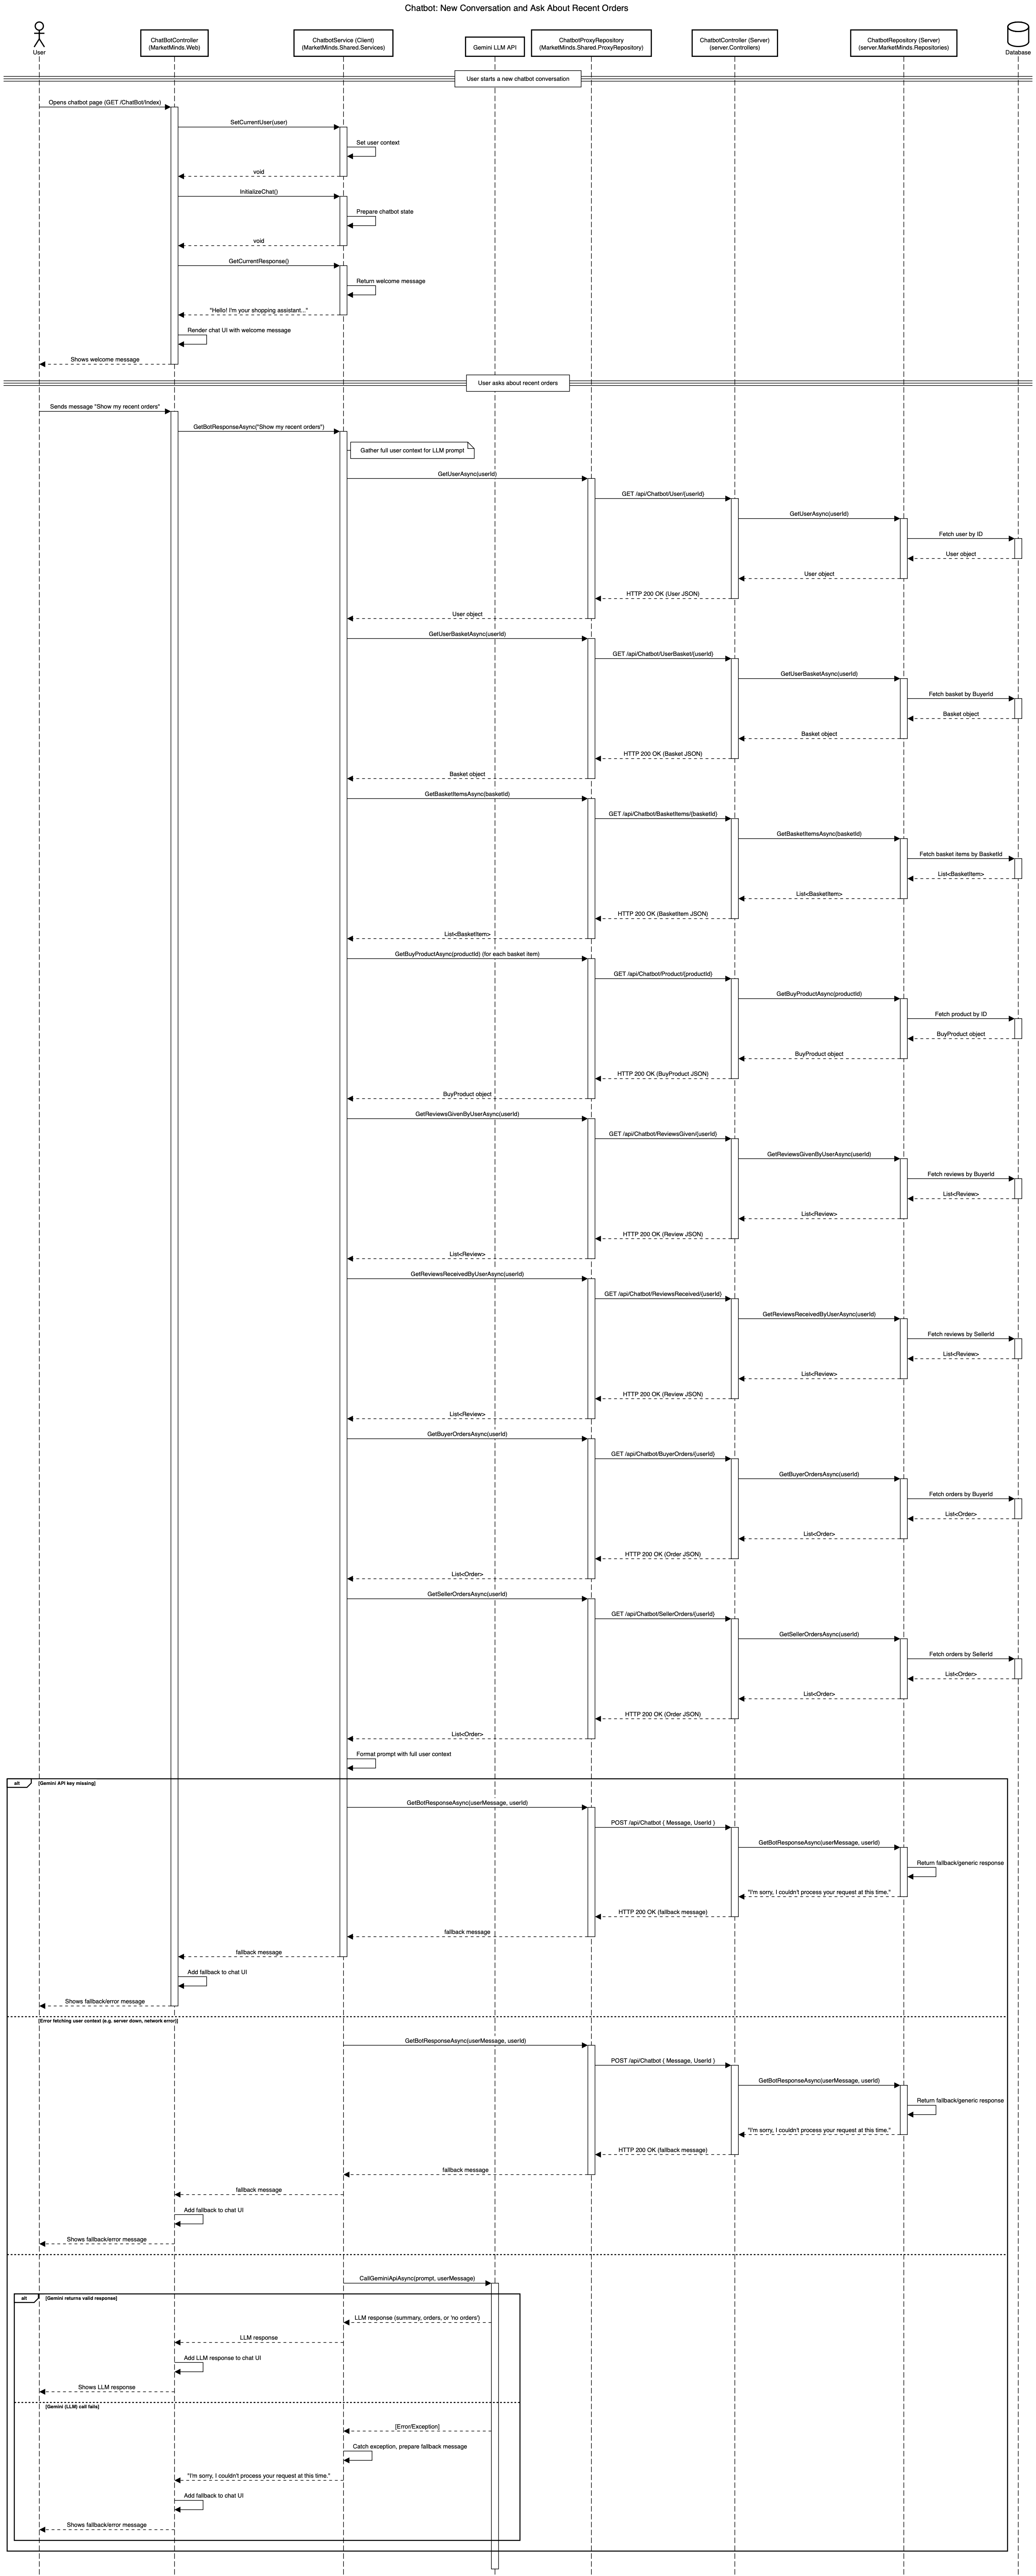 Chatbot: New Conversation and Ask About Recent Orders
User
ChatBotController
(MarketMinds.Web)
ChatbotService (Client)
(MarketMinds.Shared.Services)
Gemini LLM API
ChatbotProxyRepository
(MarketMinds.Shared.ProxyRepository)
ChatbotController (Server)
(server.Controllers)
ChatbotRepository (Server)
(server.MarketMinds.Repositories)
Database
User starts a new chatbot conversation
Opens chatbot page (GET /ChatBot/Index)
SetCurrentUser(user)
Set user context
void
InitializeChat()
Prepare chatbot state
void
GetCurrentResponse()
Return welcome message
"Hello! I'm your shopping assistant..."
Render chat UI with welcome message
Shows welcome message
User asks about recent orders
Sends message "Show my recent orders"
GetBotResponseAsync("Show my recent orders")
Gather full user context for LLM prompt
GetUserAsync(userId)
GET /api/Chatbot/User/{userId}
GetUserAsync(userId)
Fetch user by ID
User object
User object
HTTP 200 OK (User JSON)
User object
GetUserBasketAsync(userId)
GET /api/Chatbot/UserBasket/{userId}
GetUserBasketAsync(userId)
Fetch basket by BuyerId
Basket object
Basket object
HTTP 200 OK (Basket JSON)
Basket object
GetBasketItemsAsync(basketId)
GET /api/Chatbot/BasketItems/{basketId}
GetBasketItemsAsync(basketId)
Fetch basket items by BasketId
List<BasketItem>
List<BasketItem>
HTTP 200 OK (BasketItem JSON)
List<BasketItem>
GetBuyProductAsync(productId) (for each basket item)
GET /api/Chatbot/Product/{productId}
GetBuyProductAsync(productId)
Fetch product by ID
BuyProduct object
BuyProduct object
HTTP 200 OK (BuyProduct JSON)
BuyProduct object
GetReviewsGivenByUserAsync(userId)
GET /api/Chatbot/ReviewsGiven/{userId}
GetReviewsGivenByUserAsync(userId)
Fetch reviews by BuyerId
List<Review>
List<Review>
HTTP 200 OK (Review JSON)
List<Review>
GetReviewsReceivedByUserAsync(userId)
GET /api/Chatbot/ReviewsReceived/{userId}
GetReviewsReceivedByUserAsync(userId)
Fetch reviews by SellerId
List<Review>
List<Review>
HTTP 200 OK (Review JSON)
List<Review>
GetBuyerOrdersAsync(userId)
GET /api/Chatbot/BuyerOrders/{userId}
GetBuyerOrdersAsync(userId)
Fetch orders by BuyerId
List<Order>
List<Order>
HTTP 200 OK (Order JSON)
List<Order>
GetSellerOrdersAsync(userId)
GET /api/Chatbot/SellerOrders/{userId}
GetSellerOrdersAsync(userId)
Fetch orders by SellerId
List<Order>
List<Order>
HTTP 200 OK (Order JSON)
List<Order>
Format prompt with full user context
alt [Gemini API key missing]
GetBotResponseAsync(userMessage, userId)
POST /api/Chatbot { Message, UserId }
GetBotResponseAsync(userMessage, userId)
Return fallback/generic response
"I'm sorry, I couldn't process your request at this time."
HTTP 200 OK (fallback message)
fallback message
fallback message
Add fallback to chat UI
Shows fallback/error message
[Error fetching user context (e.g. server down, network error)]
GetBotResponseAsync(userMessage, userId)
POST /api/Chatbot { Message, UserId }
GetBotResponseAsync(userMessage, userId)
Return fallback/generic response
"I'm sorry, I couldn't process your request at this time."
HTTP 200 OK (fallback message)
fallback message
fallback message
Add fallback to chat UI
Shows fallback/error message
CallGeminiApiAsync(prompt, userMessage)
alt [Gemini returns valid response]
LLM response (summary, orders, or 'no orders')
LLM response
Add LLM response to chat UI
Shows LLM response
[Gemini (LLM) call fails]
[Error/Exception]
Catch exception, prepare fallback message
"I'm sorry, I couldn't process your request at this time."
Add fallback to chat UI
Shows fallback/error message